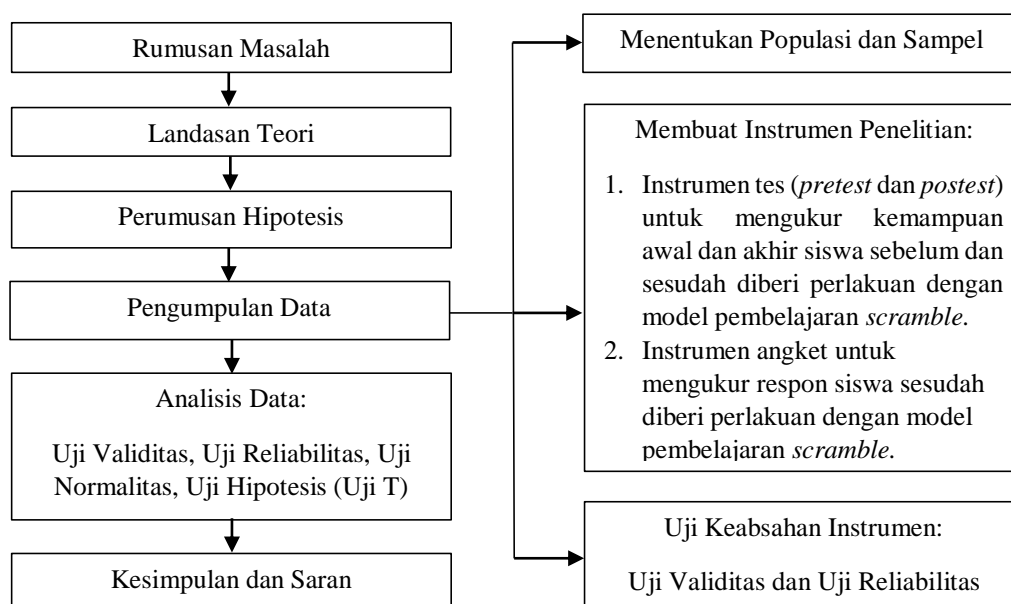 Rumusan Masalah
Landasan Teori
Perumusan Hipotesis
Pengumpulan Data
Analisis Data:
Uji Validitas, Uji Reliabilitas, Uji
Normalitas, Uji Hipotesis (Uji T)
Kesimpulan dan Saran
Menentukan Populasi dan Sampel
Membuat Instrumen Penelitian:
1. Instrumen tes (pretest dan postest)
untuk mengukur kemampuan
awal dan akhir siswa sebelum dan
sesudah diberi perlakuan dengan
model pembelajaran scramble.
2. Instrumen angket untuk
mengukur respon siswa sesudah
diberi perlakuan dengan model
pembelajaran scramble.
Uji Keabsahan Instrumen:
Uji Validitas dan Uji Reliabilitas